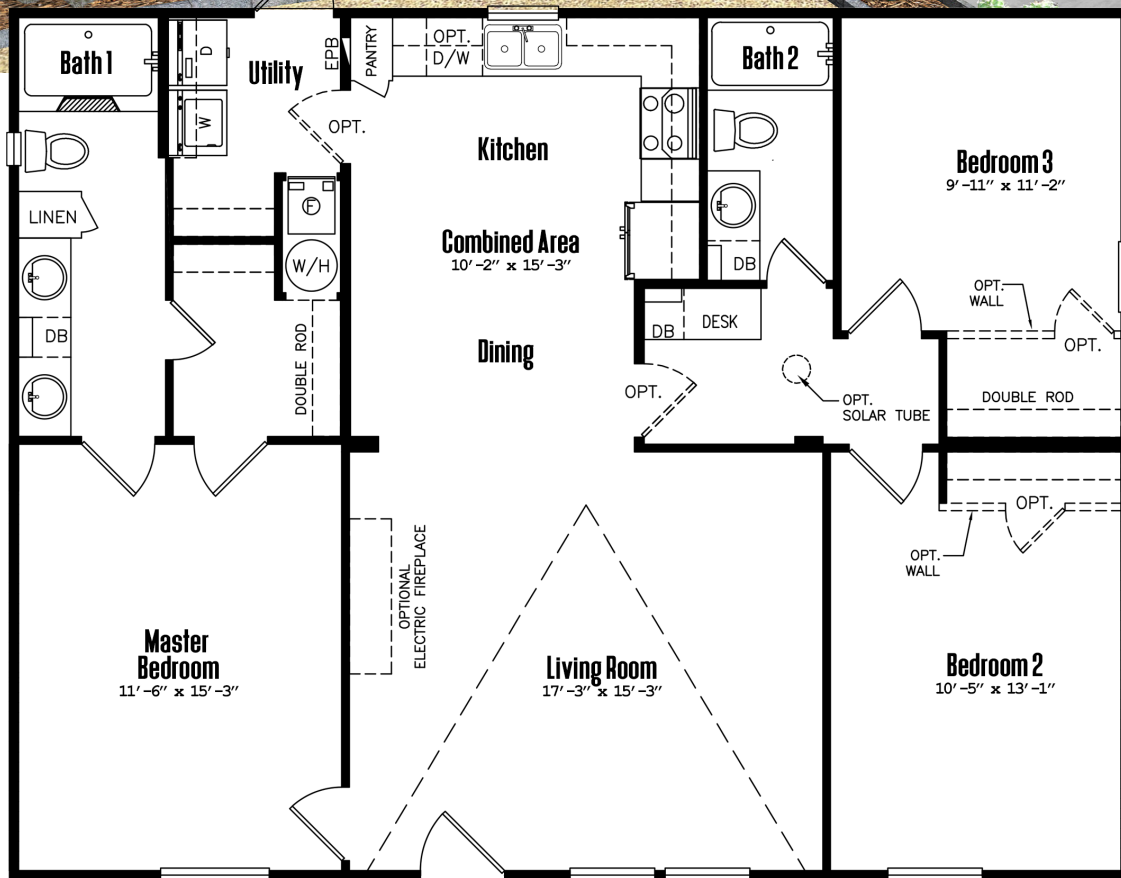 Bath 1
D
W
Utility
EPB
PANTRY
OPT.
D/W
OPT.
Kitchen
Combined Area
10'-2" x 15'-3"
Dining
Bath 2
DB
Bedroom 3
9'-11" x 11'-2"
OPT.
WALL
OPT.
DOUBLE ROD
LINEN
DB
F
W/H
DOUBLE ROD
DB
DESK
OPT.
OPT.
SOLAR TUBE
OPTIONAL
ELECTRIC FIREPLACE
Master
Bedroom
11'-6" x 15'-3"
Living Room
17'-3" x 15'-3"
OPT.
OPT.
WALL
Bedroom 2
10'-5" x 13'-1"